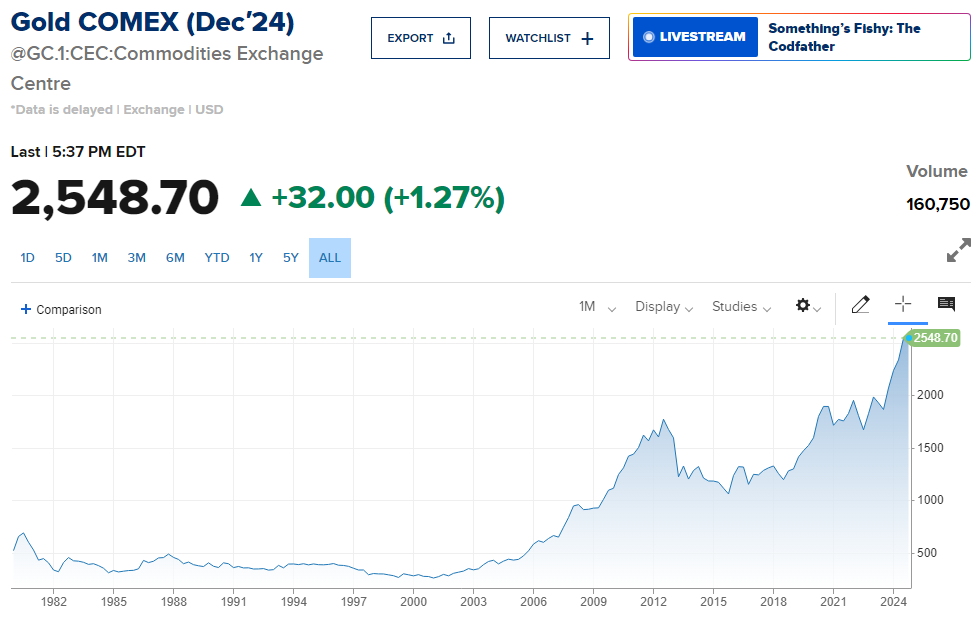 Gold COMEX (Dec'24)
@GC.1:CEC:Commodities Exchange
Centre
*Data is delayed | Exchange | USD
EXPORT
WATCHLIST +
LIVESTREAM
Something's Fishy: The
Codfather
Last | 5:37 PM EDT
2,548.70 ▲ +32.00 (+1.27%)
Volume
160,750
1D 5D 1M 3M 6M YTD 1Y 5Y ALL
+ Comparison
1M Display Studies
2548.70
2000
1500
1000
500
1982 1985 1988 1991 1994 1997 2000 2003 2006 2009 2012 2015 2018 2021 2024